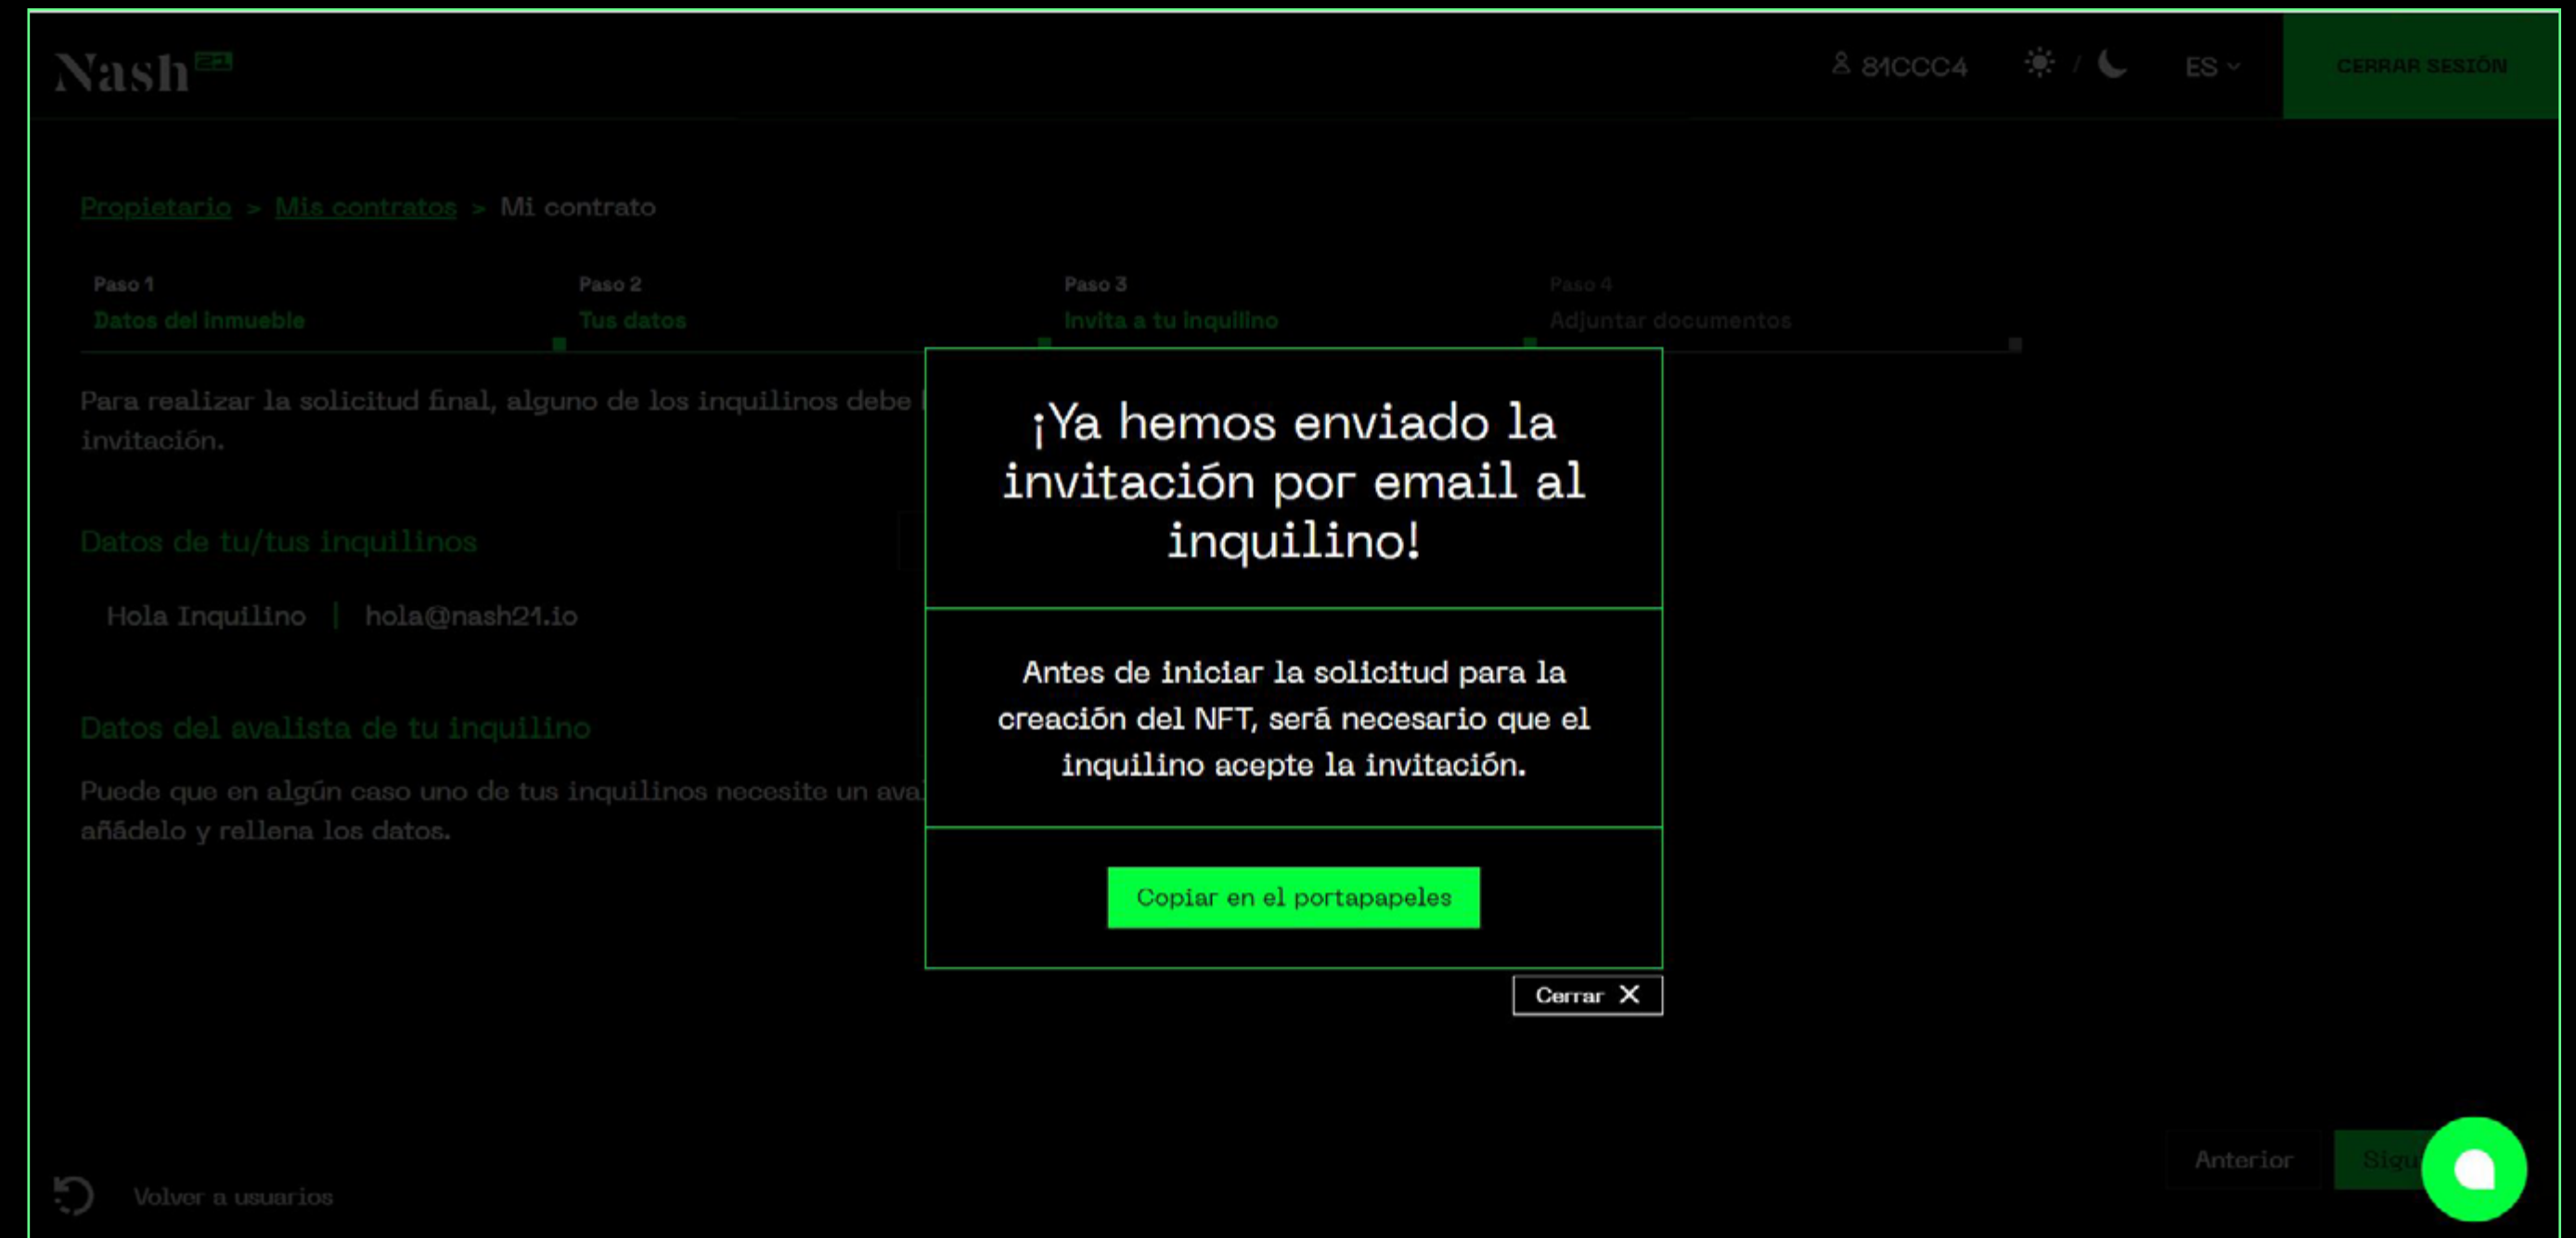 Nash21
81CCC4 / ES CERRAR SESIÓN
Propietario > Mis contratos > Mi contrato
Paso 1
Datos del inmueble
Paso 2
Tus datos
Paso 3
Invita a tu inquilino
Paso 4
Adjuntar documentos
Para realizar la solicitud final, alguno de los inquilinos debe
invitación.
Datos de tu/tus inquilinos
Hola Inquilino | hola@nash21.io
Datos del avalista de tu inquilino
Puede que en algún caso uno de tus inquilinos necesite un
añádelo y rellena los datos.
¡Ya hemos enviado la
invitación por email al
inquilino!
Antes de iniciar la solicitud para la
creación del NFT, será necesario que el
inquilino acepte la invitación.
Copiar en el portapapeles
Cerrar X
Volver a usuarios
Anterior